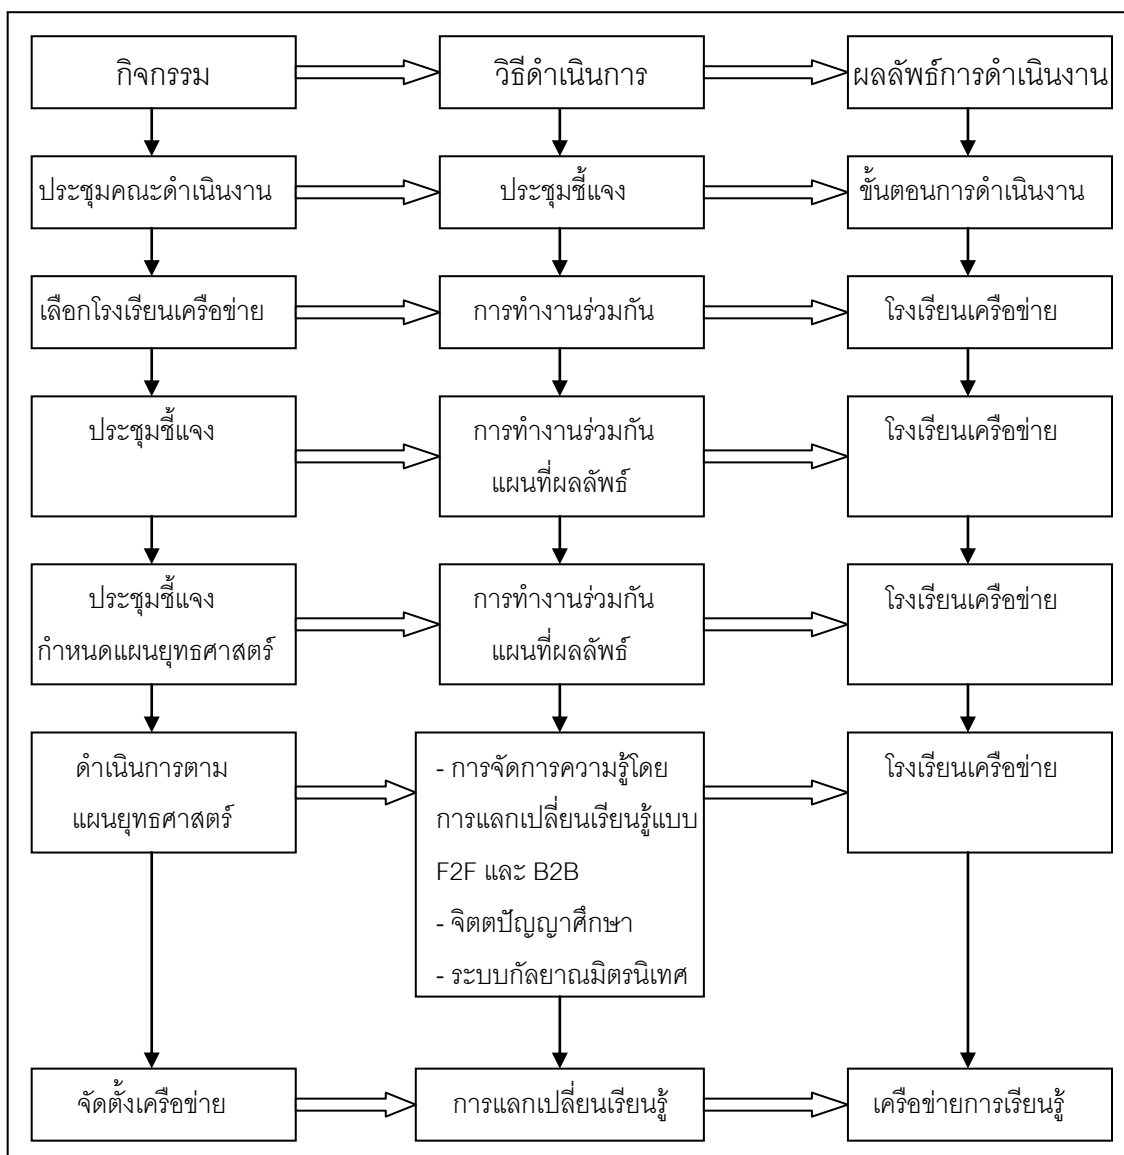 กิจกรรม
วิธีดำเนินการ
ผลลัพธ์การดำเนินงาน
ประชุมคณะดำเนินงาน
ประชุมชี้แจง
ขั้นตอนการดำเนินงาน
เลือกโรงเรียนเครือข่าย
การทำงานร่วมกัน
โรงเรียนเครือข่าย
ประชุมชี้แจง
การทำงานร่วมกัน
แผนที่ผลลัพธ์
โรงเรียนเครือข่าย
ประชุมชี้แจง
กำหนดแผนยุทธศาสตร์
การทำงานร่วมกัน
แผนที่ผลลัพธ์
โรงเรียนเครือข่าย
ดำเนินการตาม
แผนยุทธศาสตร์
- การจัดการความรู้โดย
การแลกเปลี่ยนเรียนรู้แบบ
F2F และ B2B
- จิตตปัญญาศึกษา
- ระบบกัลยาณมิตรนิเทศ
โรงเรียนเครือข่าย
จัดตั้งเครือข่าย
การแลกเปลี่ยนเรียนรู้
เครือข่ายการเรียนรู้